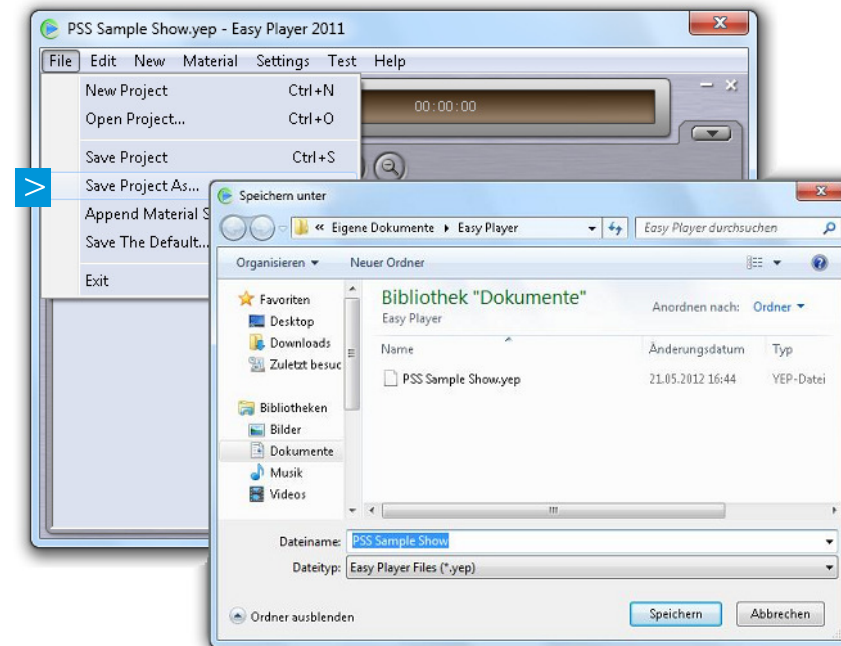 PSS Sample Show.yep - Easy Player 2011
File Edit New Material Settings Test Help
New Project Ctrl+N
Open Project... Ctrl+O
Save Project Ctrl+S
Save Project As...
Append Material S
Save The Default...
Exit
00:00:00
>
Speichern unter
« Eigene Dokumente Easy Player
Easy Player durchsuchen
Organisieren Neuer Ordner
Favoriten
Desktop
Downloads
Zuletzt besuc
Bibliotheken
Bilder
Dokumente
Musik
Videos
Bibliothek "Dokumente"
Easy Player
Anordnen nach: Ordner
Name Änderungsdatum Typ
PSS Sample Show.yep 21.05.2012 16:44 YEP-Datei
Dateiname: PSS Sample Show
Dateityp: Easy Player Files (*.yep)
Ordner ausblenden
Speichern Abbrechen